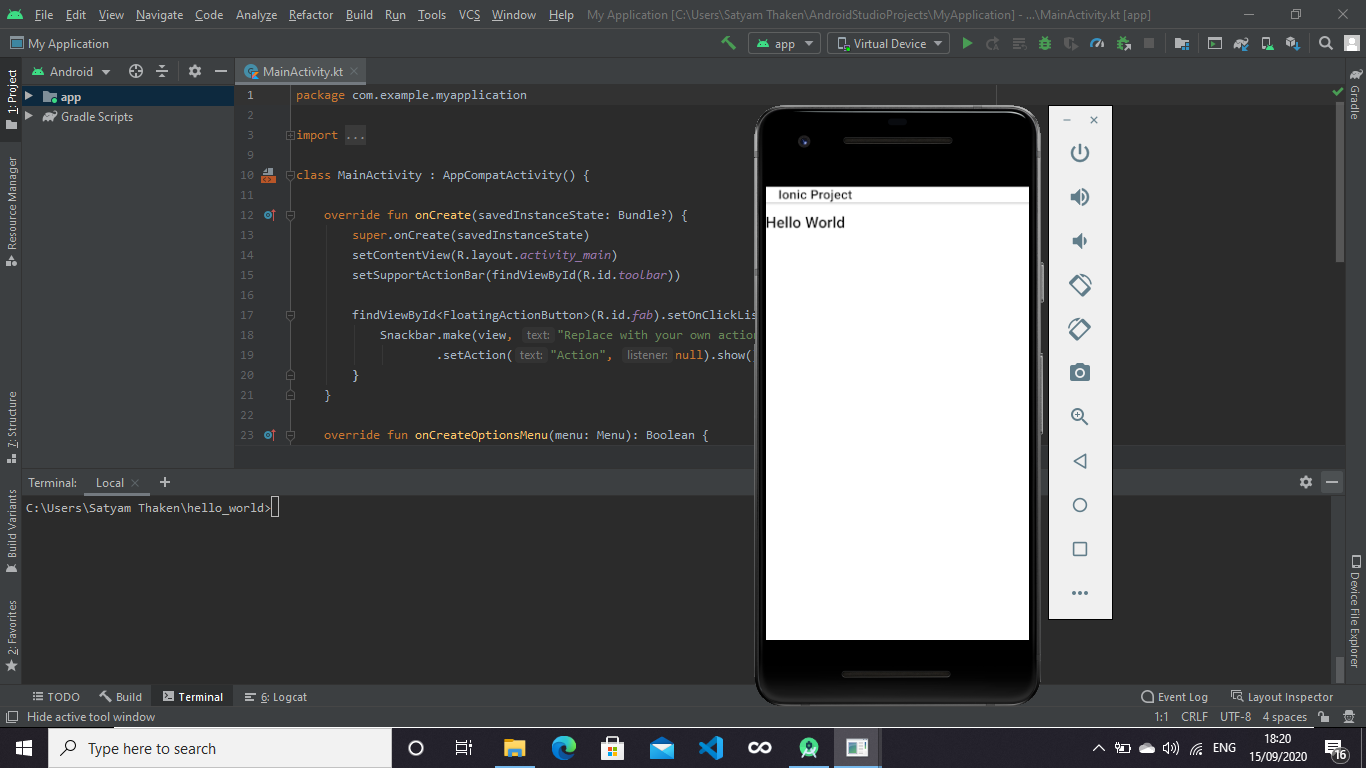 File Edit View Navigate Code Analyze Refactor Build Run Tools VCS Window Help My Application [C:\Users\Satyam Thaken\AndroidStudioProjects\MyApplication] - ...\MainActivity.kt [app]
My Application app Virtual Device
1: Project
Resource Manager
7: Structure
Build Variants
2: Favorites
Android
app
Gradle Scripts
MainActivity.kt
1 package com.example.myapplication
2
3 import ...
9
10 class MainActivity : AppCompatActivity() {
11
12 override fun onCreate(savedInstanceState: Bundle?) {
13 super.onCreate(savedInstanceState)
14 setContentView(R.layout.activity_main)
15 setSupportActionBar(findViewById(R.id.toolbar))
16
17 findViewById<FloatingActionButton>(R.id.fab).setOnClickLis
18 Snackbar.make(view, text: "Replace with your own action
19 .setAction( text: "Action", listener: null).show(
20 }
21 }
22
23 override fun onCreateOptionsMenu(menu: Menu): Boolean {
Ionic Project
Hello World
Gradle
Device File Explorer
Terminal: Local
C:\Users\Satyam Thaken\hello_world>
TODO Build Terminal 6: Logcat Event Log Layout Inspector
Hide active tool window 1:1 CRLF UTF-8 4 spaces
Type here to search
ENG
18:20
15/09/2020
16